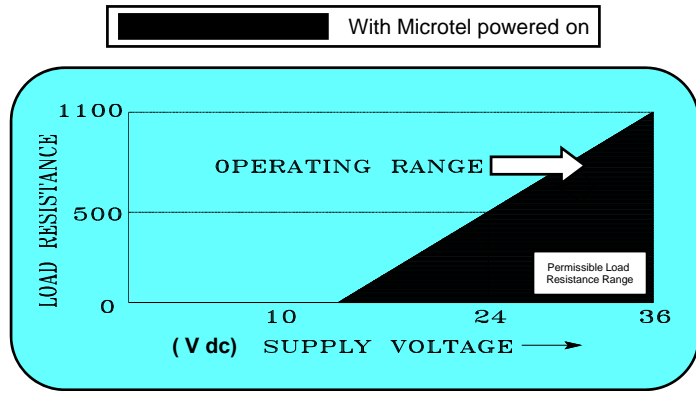 With Microtel powered on
1100
LOAD RESISTANCE
OPERATING RANGE
500
Permissible Load
Resistance Range
0
10 24 36
( V dc) SUPPLY VOLTAGE